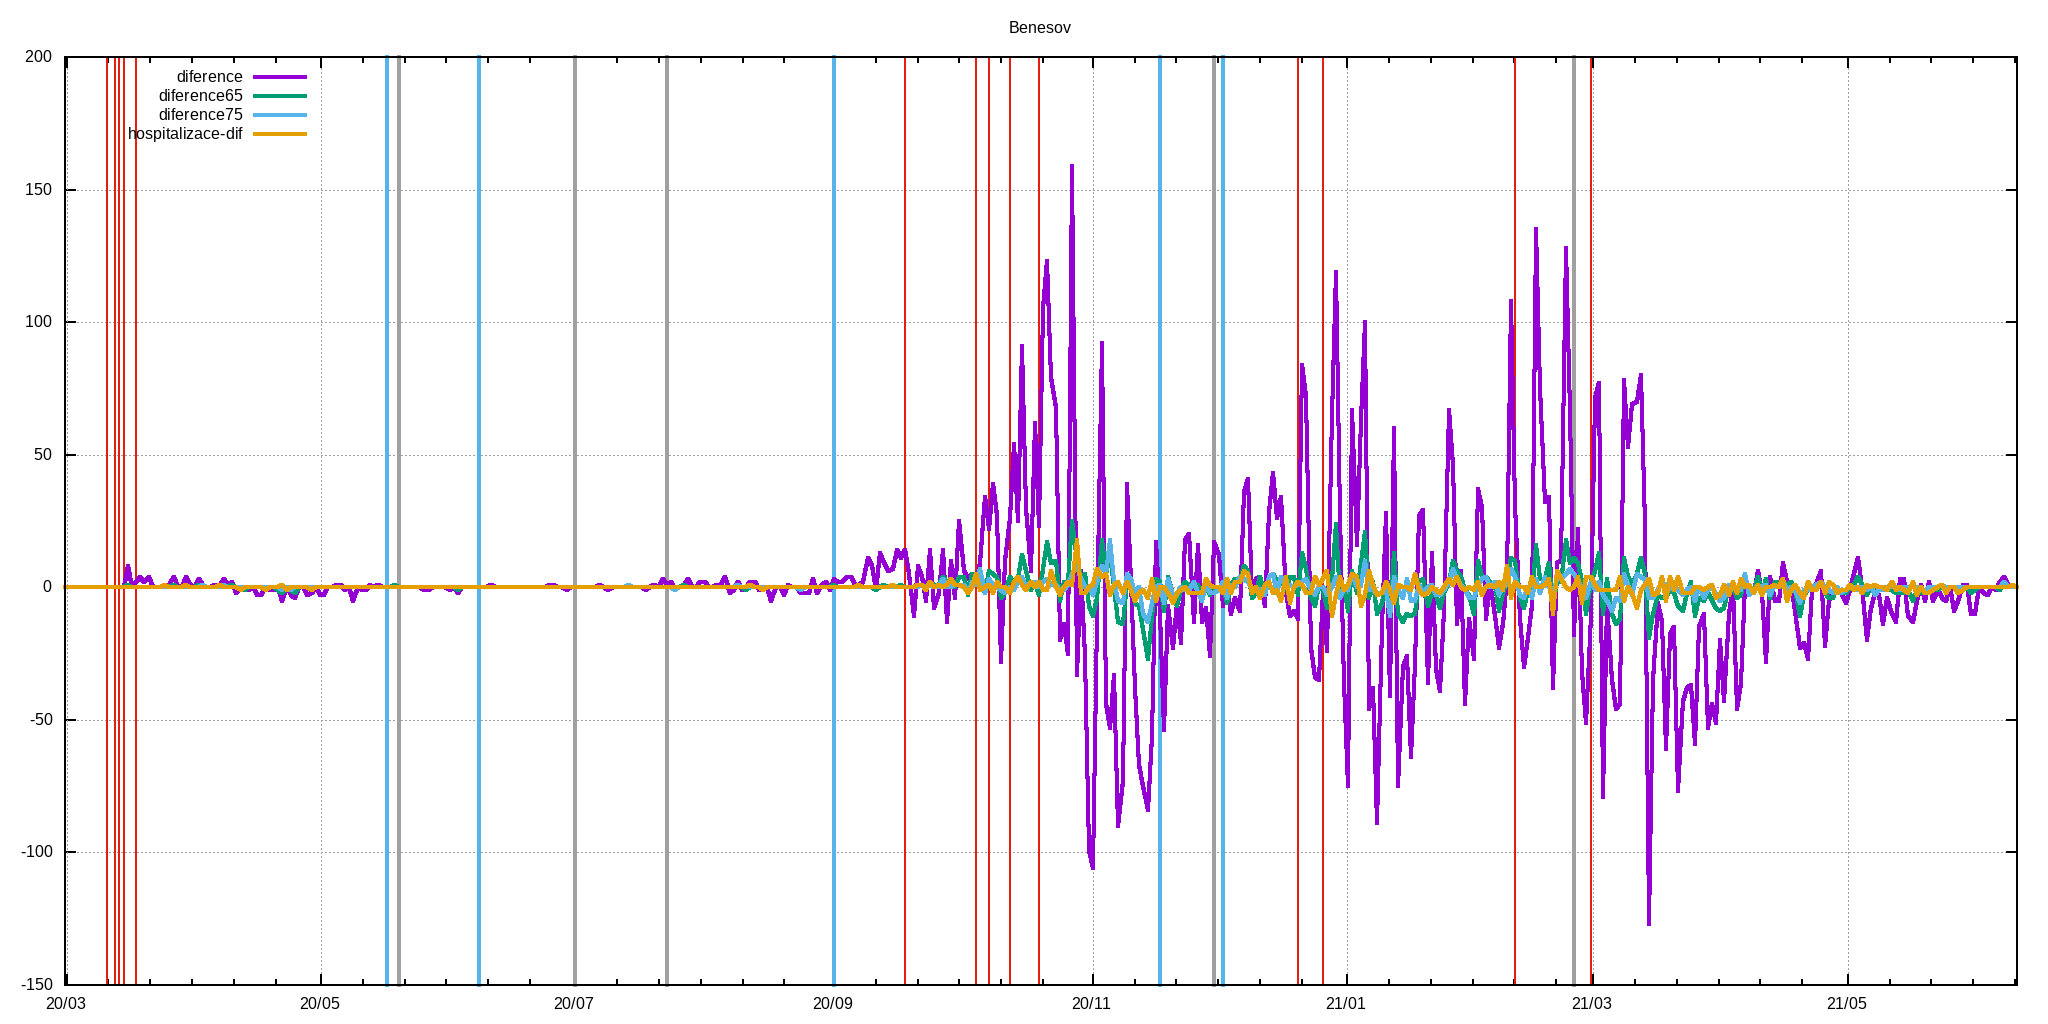 Benesov
200
diference
diference65
diference75
hospitalizace-dif
150
100
50
0
-50
-100
-150
20/03 20/05 20/07 20/09 20/11 21/01 21/03 21/05